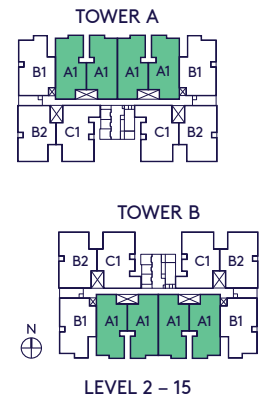 TOWER A
B1 A1 A1 A1 A1 B1
B2 C1 C1 B2
TOWER B
B2 C1 C1 B2
B1 A1 A1 A1 A1 B1
N
LEVEL 2 – 15